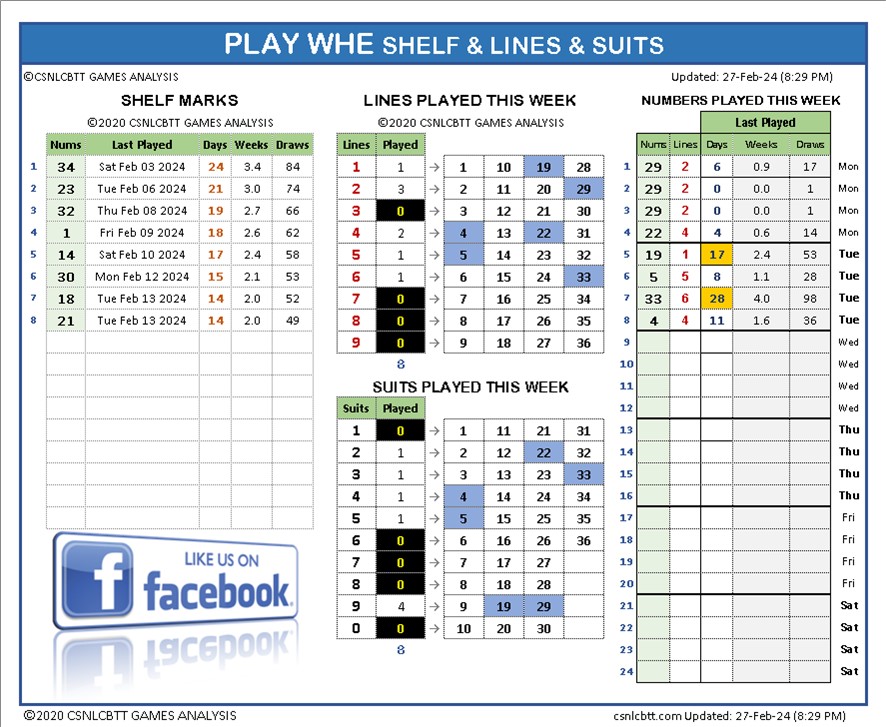 PLAY WHE SHELF & LINES & SUITS
©CSNLCBTT GAMES ANALYSIS
Updated: 27-Feb-24 (8:29 PM)
SHELF MARKS
©2020 CSNLCBTT GAMES ANALYSIS
Nums Last Played Days Weeks Draws
1 34 Sat Feb 03 2024 24 3.4 84
2 23 Tue Feb 06 2024 21 3.0 74
3 32 Thu Feb 08 2024 19 2.7 66
4 1 Fri Feb 09 2024 18 2.6 62
5 14 Sat Feb 10 2024 17 2.4 58
6 30 Mon Feb 12 2024 15 2.1 53
7 18 Tue Feb 13 2024 14 2.0 52
8 21 Tue Feb 13 2024 14 2.0 49
LIKE US ON
facebook.
LINES PLAYED THIS WEEK
©2020 CSNLCBTT GAMES ANALYSIS
Lines Played
1 1 → 1 10 19 28
2 3 → 2 11 20 29
3 0 → 3 12 21 30
4 2 → 4 13 22 31
5 1 → 5 14 23 32
6 1 → 6 15 24 33
7 0 → 7 16 25 34
8 0 → 8 17 26 35
9 0 → 9 18 27 36
8
SUITS PLAYED THIS WEEK
Suits Played
1 0 → 1 11 21 31
2 1 → 2 12 22 32
3 1 → 3 13 23 33
4 1 → 4 14 24 34
5 1 → 5 15 25 35
6 0 → 6 16 26 36
7 0 → 7 17 27
8 0 → 8 18 28
9 4 → 9 19 29
0 0 → 10 20 30
8
NUMBERS PLAYED THIS WEEK
Last Played
Nums Lines Days Weeks Draws
1 29 2 6 0.9 17 Mon
2 29 2 0 0.0 1 Mon
3 29 2 0 0.0 1 Mon
4 22 4 4 0.6 14 Mon
5 19 1 17 2.4 53 Tue
6 5 5 8 1.1 28 Tue
7 33 6 28 4.0 98 Tue
8 4 4 11 1.6 36 Tue
9 Wed
10 Wed
11 Wed
12 Wed
13 Thu
14 Thu
15 Thu
16 Thu
17 Fri
18 Fri
19 Fri
20 Fri
21 Sat
22 Sat
23 Sat
24 Sat
©2020 CSNLCBTT GAMES ANALYSIS
csnlcbtt.com Updated: 27-Feb-24 (8:29 PM)